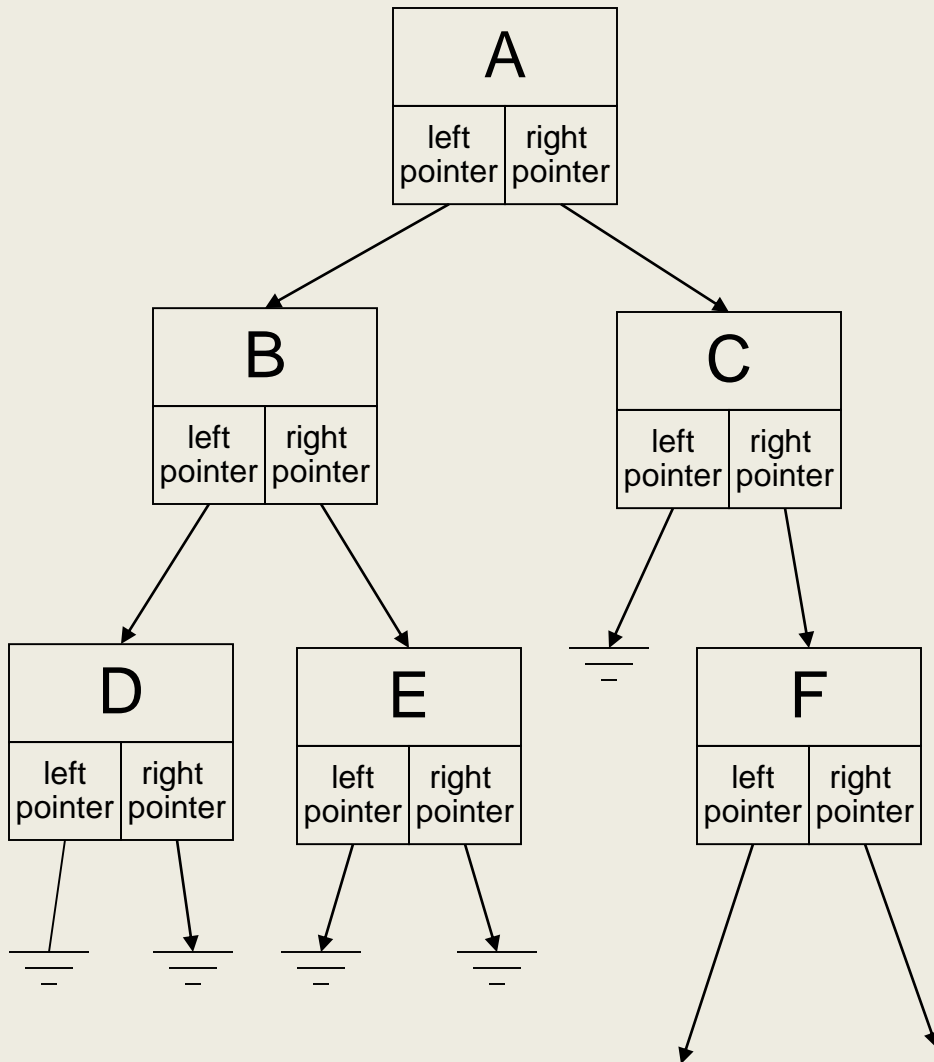 A
left right
pointer pointer
B
left right
pointer pointer
C
left right
pointer pointer
D
left right
pointer pointer
E
left right
pointer pointer
F
left right
pointer pointer